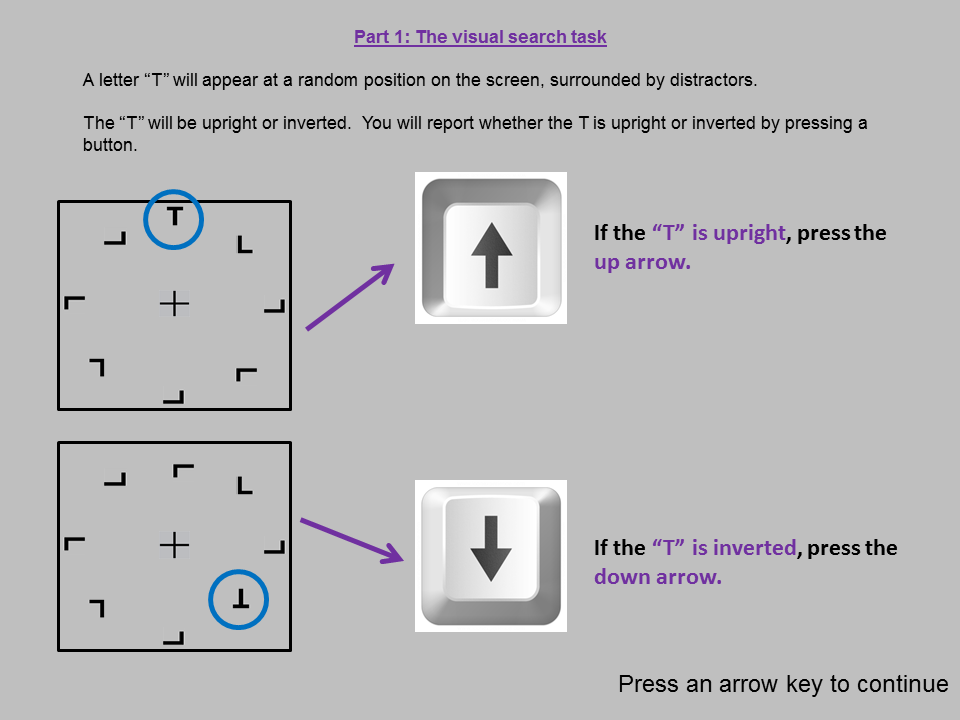 Part 1: The visual search task
A letter “T” will appear at a random position on the screen, surrounded by distractors.
The “T” will be upright or inverted.  You will report whether the T is upright or inverted by pressing a
button.
T
If the “T” is upright, press the
up arrow.
T
If the “T” is inverted, press the
down arrow.
Press an arrow key to continue